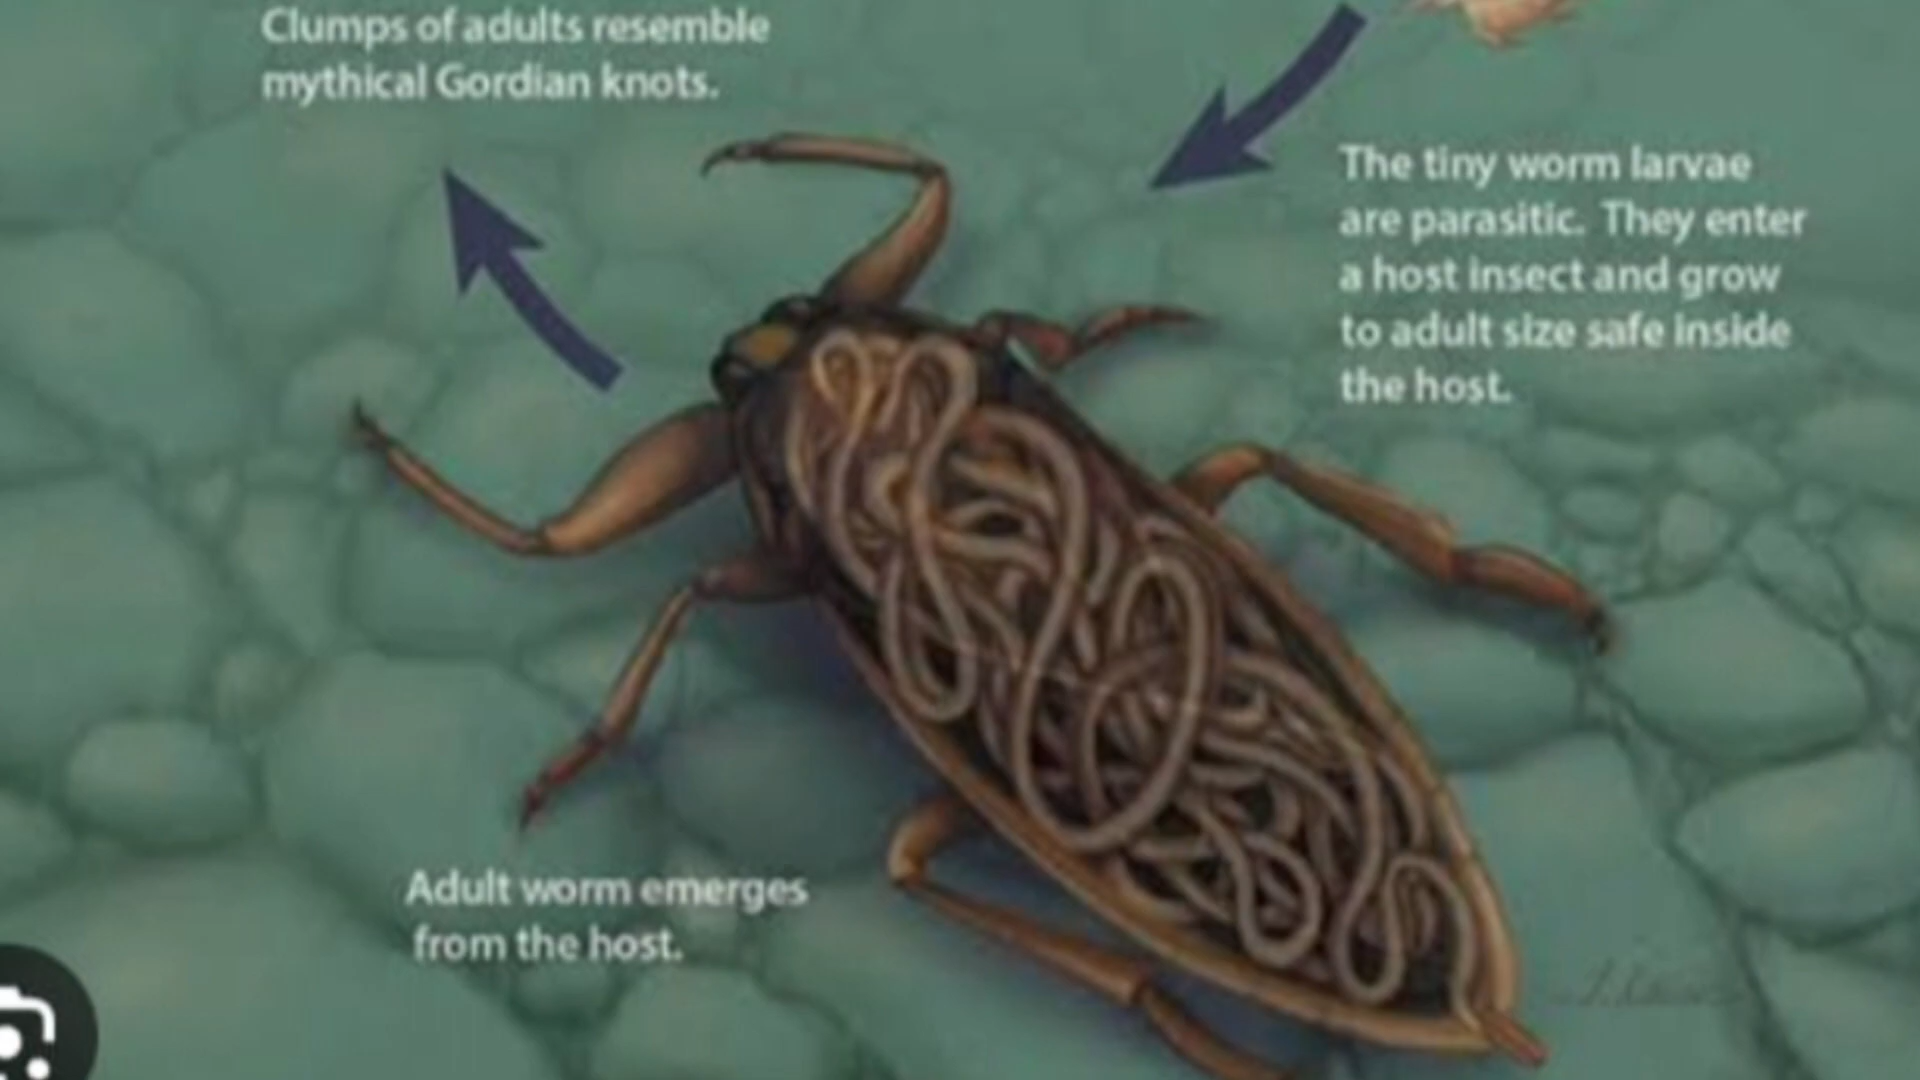 Clumps of adults resemble
mythical Gordian knots.
The tiny worm larvae
are parasitic. They enter
a host insect and grow
to adult size safe inside
the host.
Adult worm emerges
from the host.